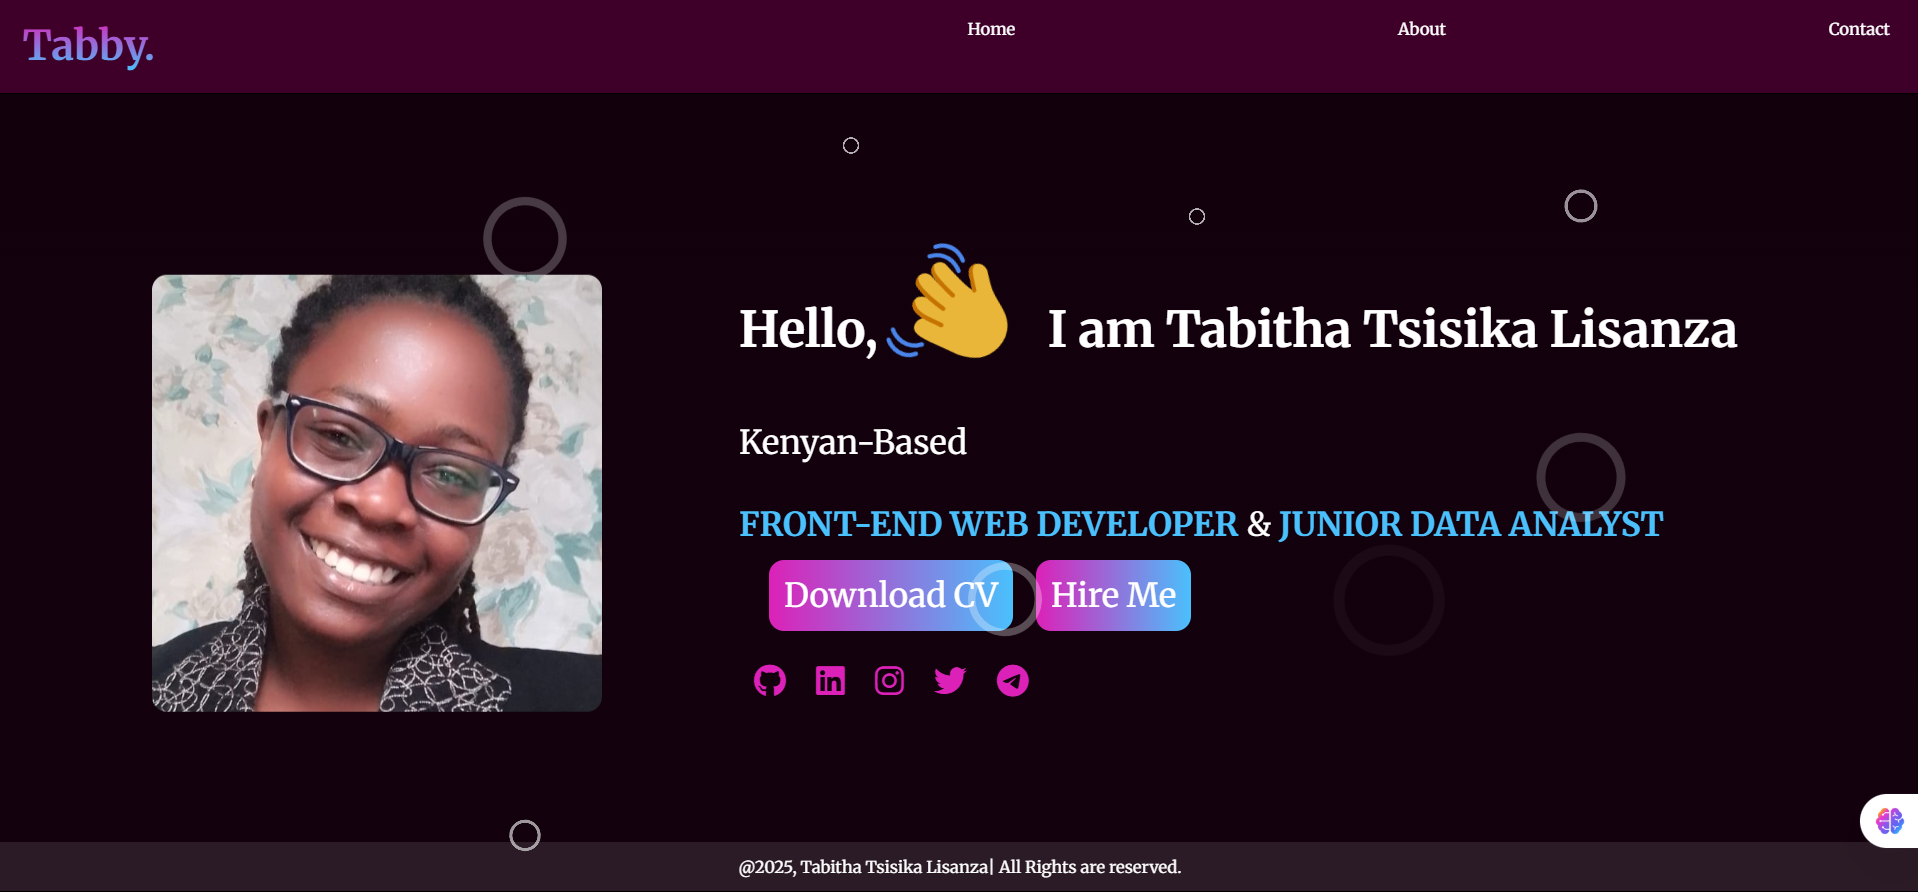 Tabby.
Home About Contact
Hello, I am Tabitha Tsisika Lisanza
Kenyan-Based
FRONT-END WEB DEVELOPER & JUNIOR DATA ANALYST
Download CV Hire Me
@2025, Tabitha Tsisika Lisanza| All Rights are reserved.